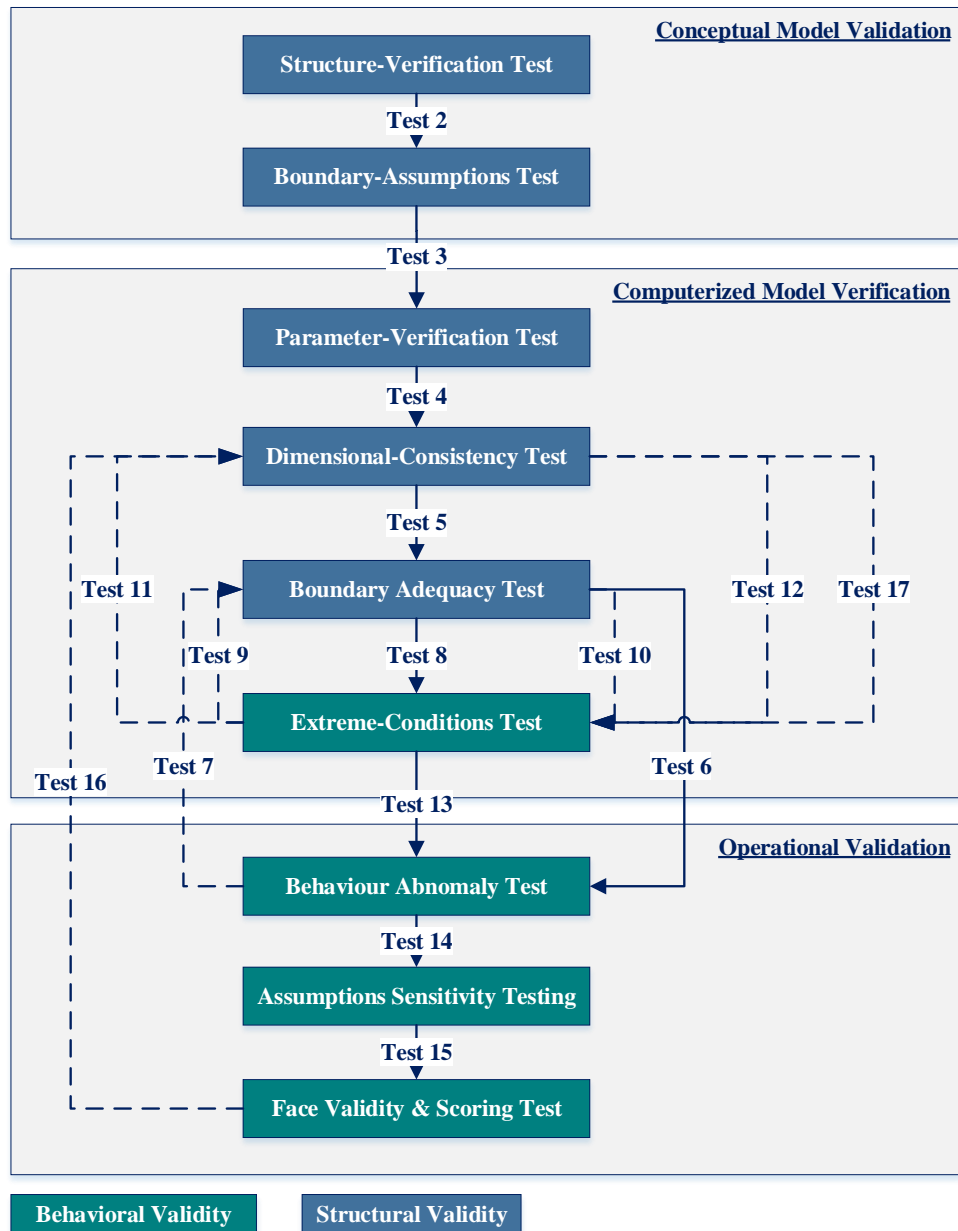 Conceptual Model Validation
Structure-Verification Test
Test 2
Boundary-Assumptions Test
Test 3
Computerized Model Verification
Parameter-Verification Test
Test 4
Dimensional-Consistency Test
Test 5
Boundary Adequacy Test
Test 11
Test 12
Test 17
Test 9
Test 8
Test 10
Extreme-Conditions Test
Test 16
Test 7
Test 6
Test 13
Operational Validation
Behaviour Abnomaly Test
Test 14
Assumptions Sensitivity Testing
Test 15
Face Validity & Scoring Test
Behavioral Validity
Structural Validity